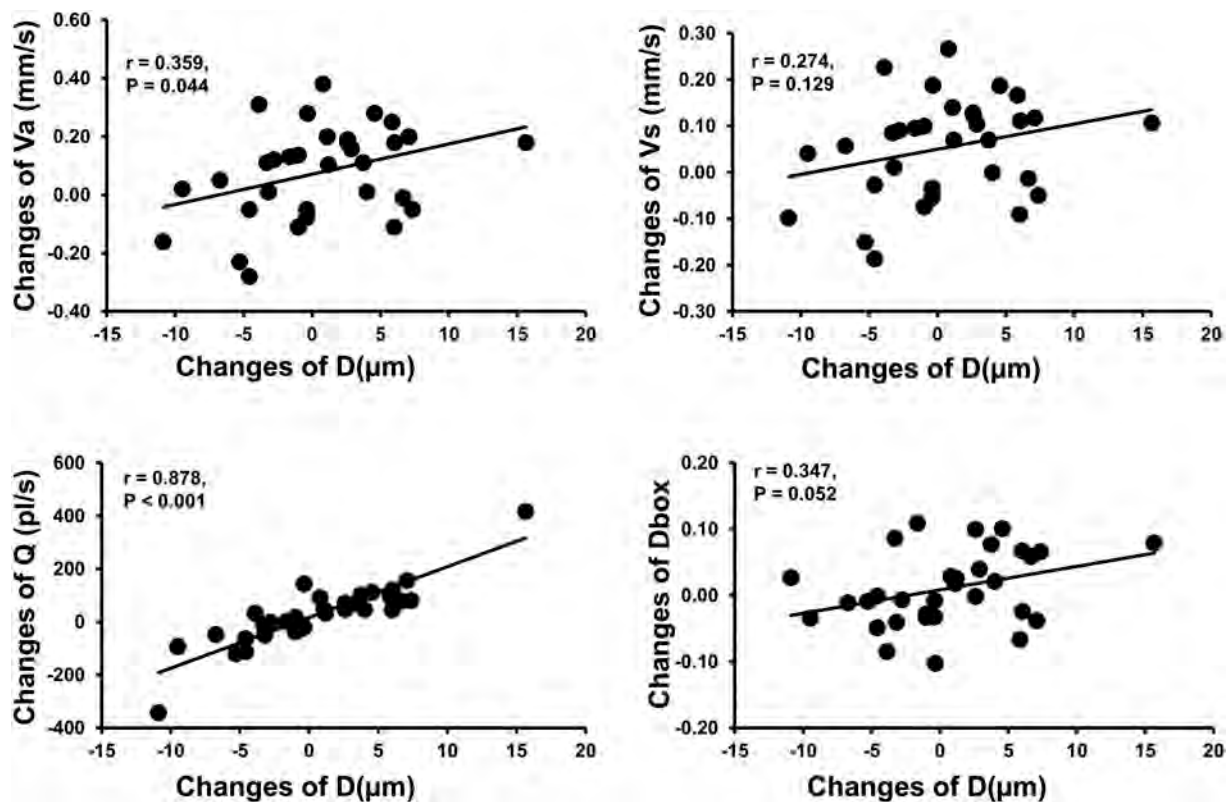 Changes of Va (mm/s)
0.60
0.40
0.20
0.00
-0.20
-0.40
r = 0.359,
P = 0.044
-15 -10 -5 0 5 10 15 20
Changes of D(µm)
Changes of Vs (mm/s)
0.30
0.20
0.10
0.00
-0.10
-0.20
-0.30
r = 0.274,
P = 0.129
-15 -10 -5 0 5 10 15 20
Changes of D(µm)
Changes of Q (pl/s)
600
400
200
0
-200
-400
r = 0.878,
P < 0.001
-15 -10 -5 0 5 10 15 20
Changes of D(µm)
Changes of Dbox
0.20
0.10
0.00
-0.10
-0.20
r = 0.347,
P = 0.052
-15 -10 -5 0 5 10 15 20
Changes of D(µm)